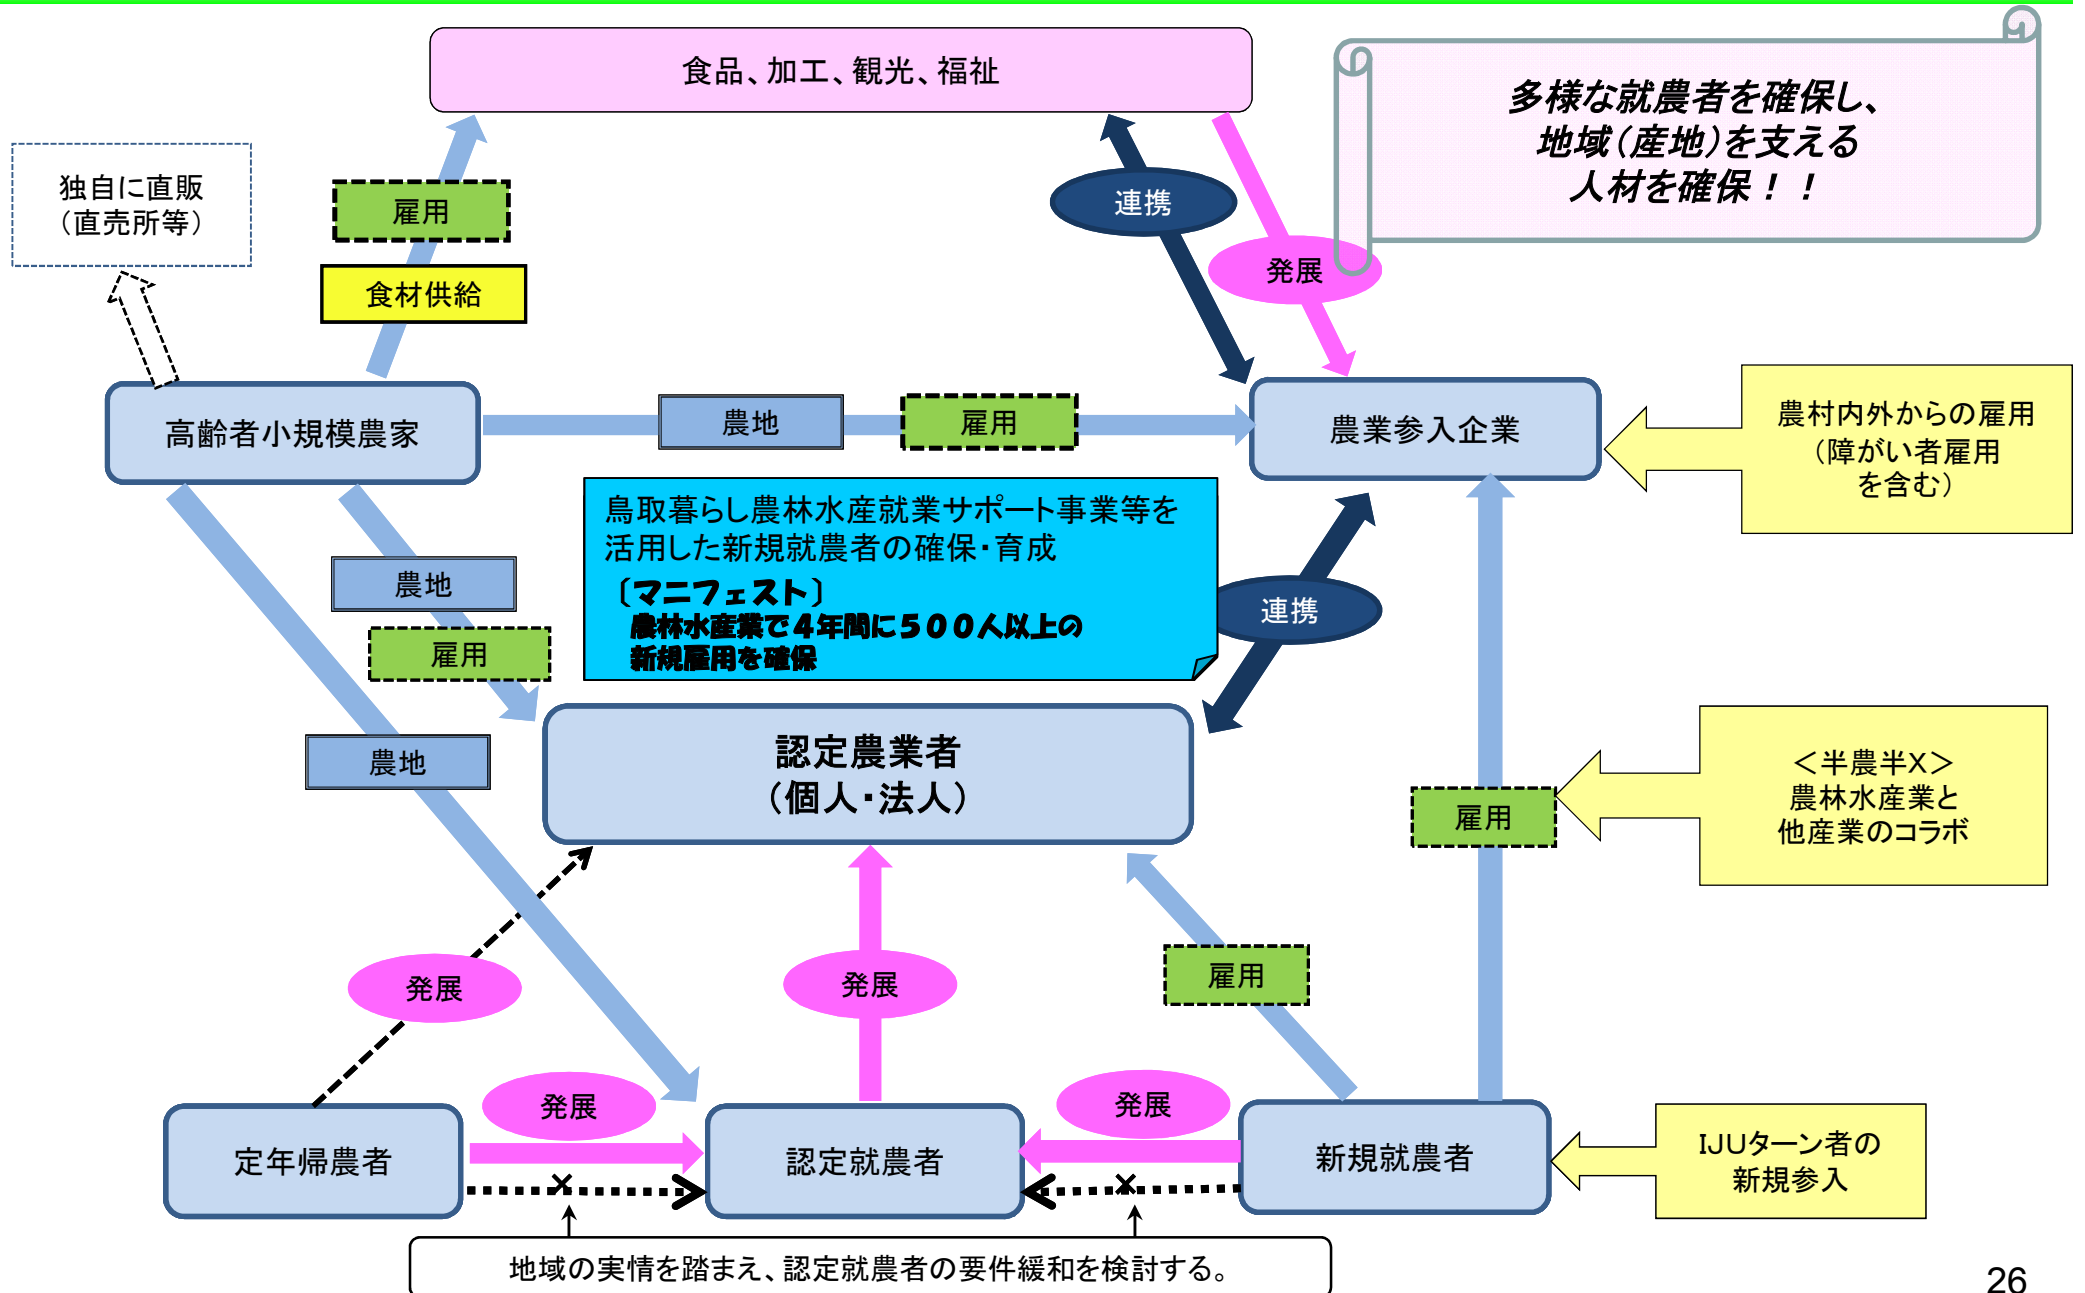 食品、加工、観光、福祉
多様な就農者を確保し、
地域（産地）を支える
人材を確保！！
独自に直販
（直売所等）
雇用
連携
発展
食材供給
高齢者小規模農家
農地
雇用
農業参入企業
農村内外からの雇用
（障がい者雇用
を含む）
鳥取暮らし農林水産就業サポート事業等を
活用した新規就農者の確保・育成
〔マニフェスト〕
農林水産業で４年間に５００人以上の
新規雇用を確保
農地
雇用
連携
農地
認定農業者
（個人・法人）
雇用
＜半農半X＞
農林水産業と
他産業のコラボ
発展
発展
雇用
発展
発展
定年帰農者
認定就農者
新規就農者
IJUターン者の
新規参入
地域の実情を踏まえ、認定就農者の要件緩和を検討する。
26